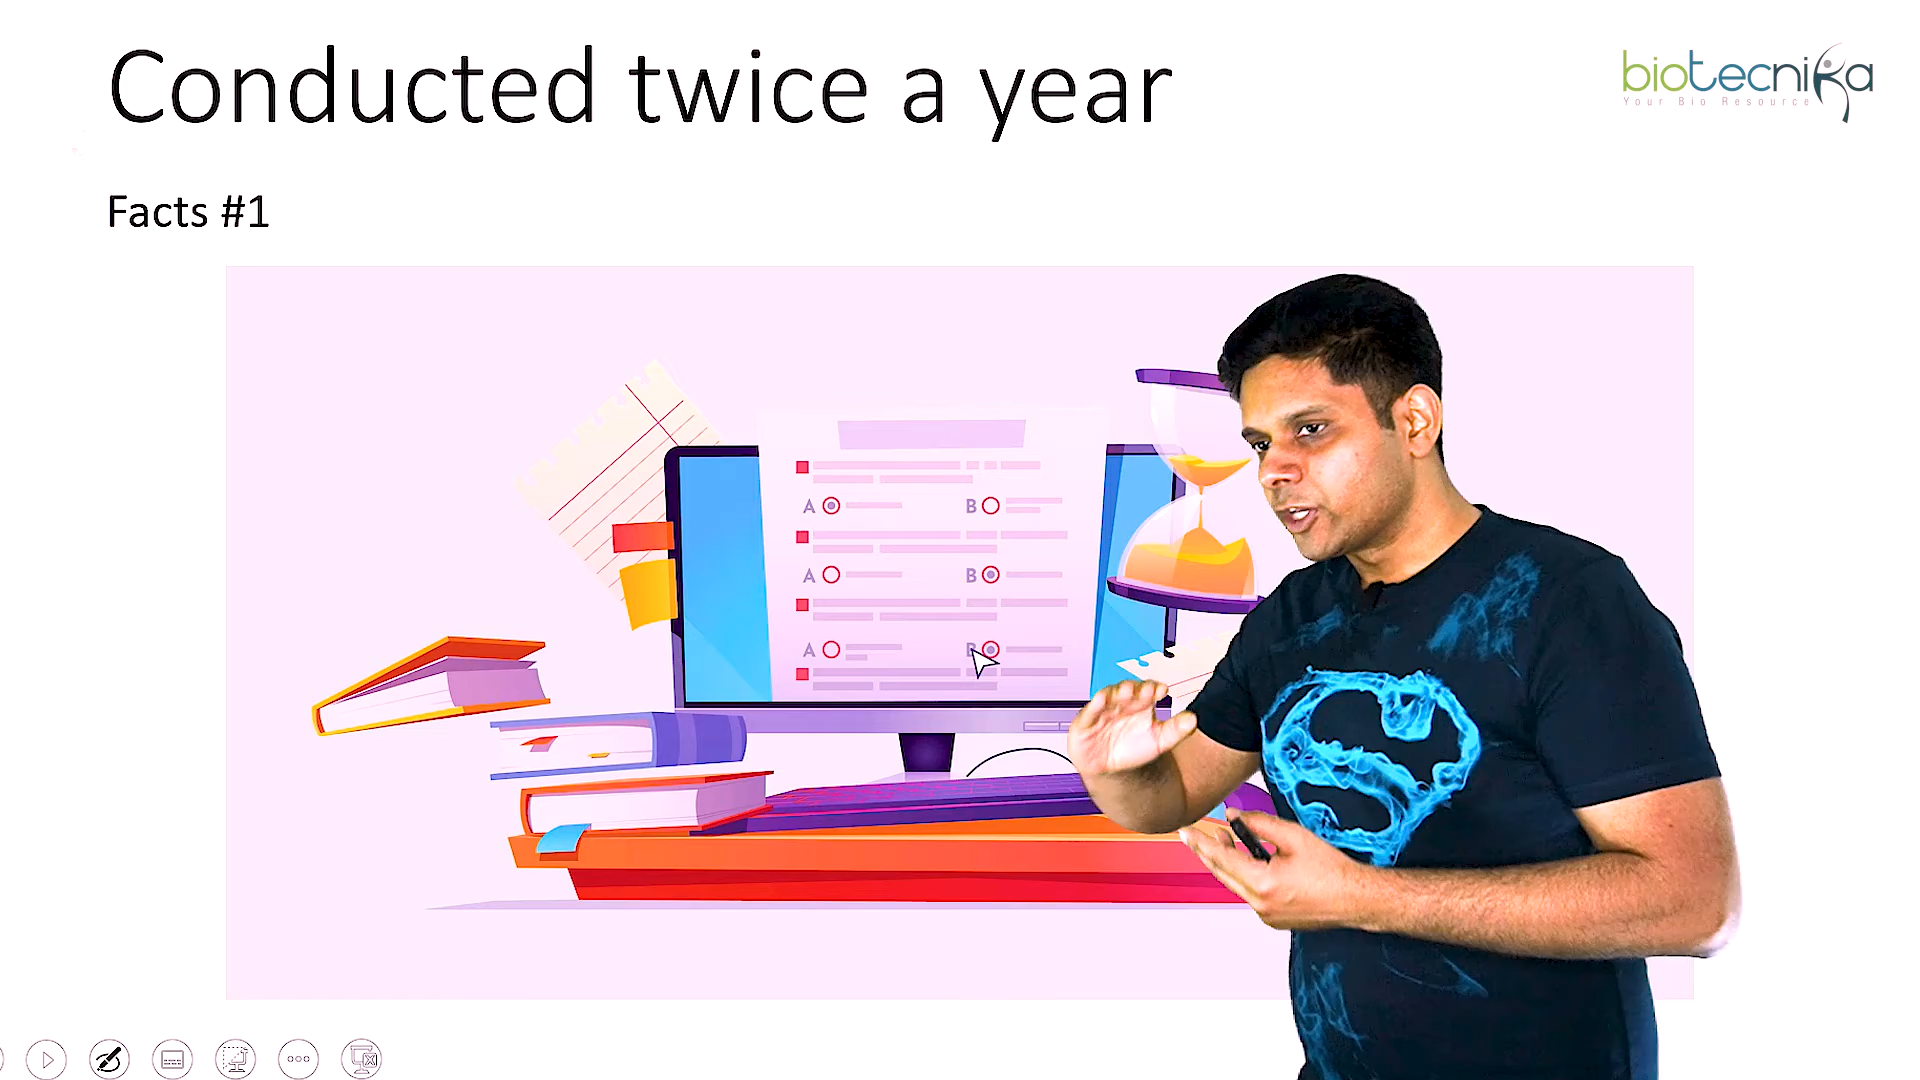 Conducted twice a year
biotecnika
Your Bio Resource
Facts #1
A B
A B
A B